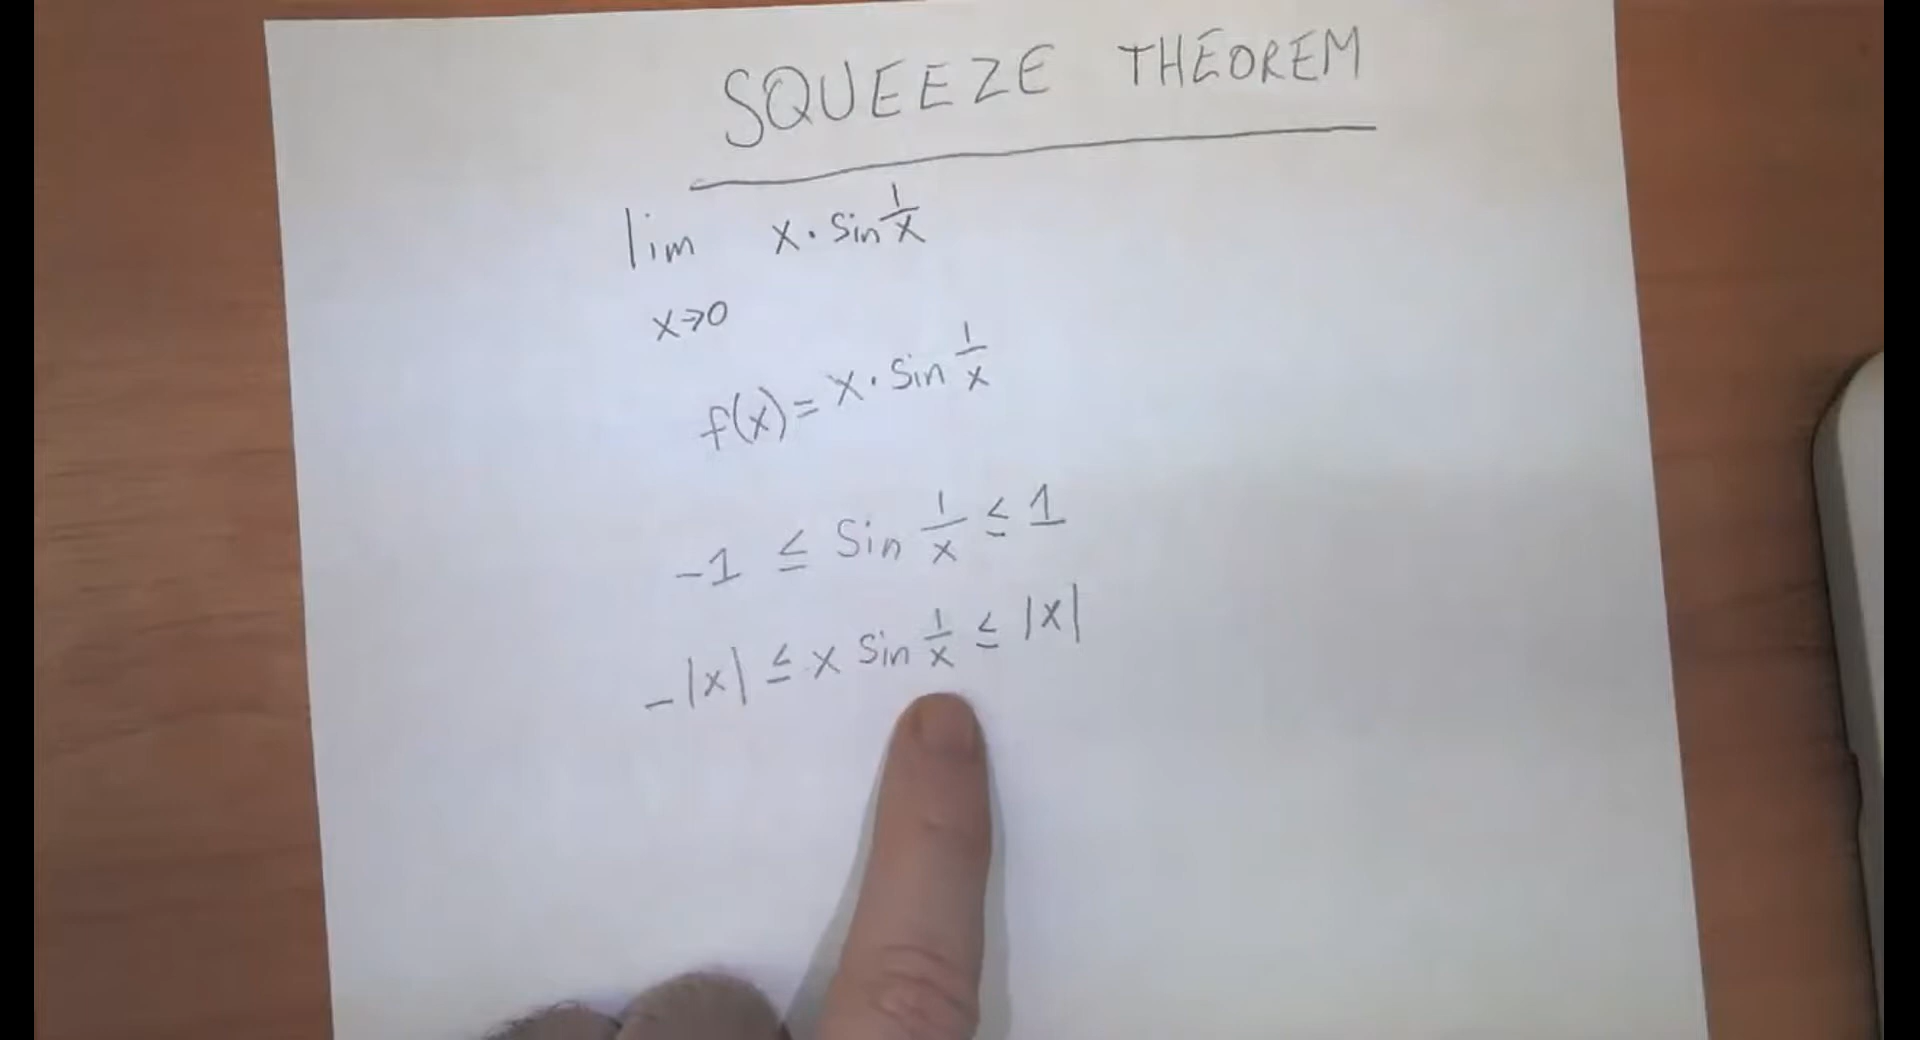 SQUEEZE THEOREM
lim x · sin 1/x
x→0
f(x) = x · sin 1/x
-1 ≤ Sin 1/x ≤ 1
-|x| ≤ x sin 1/x ≤ |x|